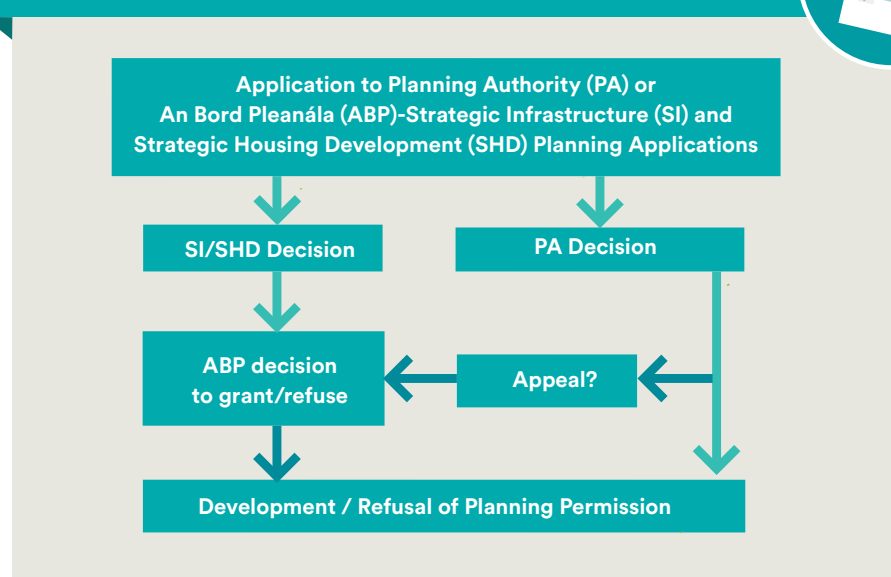 Application to Planning Authority (PA) or
An Bord Pleanála (ABP)-Strategic Infrastructure (SI) and
Strategic Housing Development (SHD) Planning Applications
SI/SHD Decision
PA Decision
ABP decision
to grant/refuse
Appeal?
Development / Refusal of Planning Permission